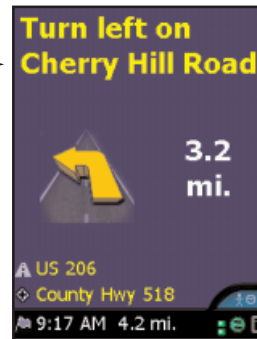 Turn left on
Cherry Hill Road
3.2
mi.
US 206
County Hwy 518
9:17 AM 4.2 mi.